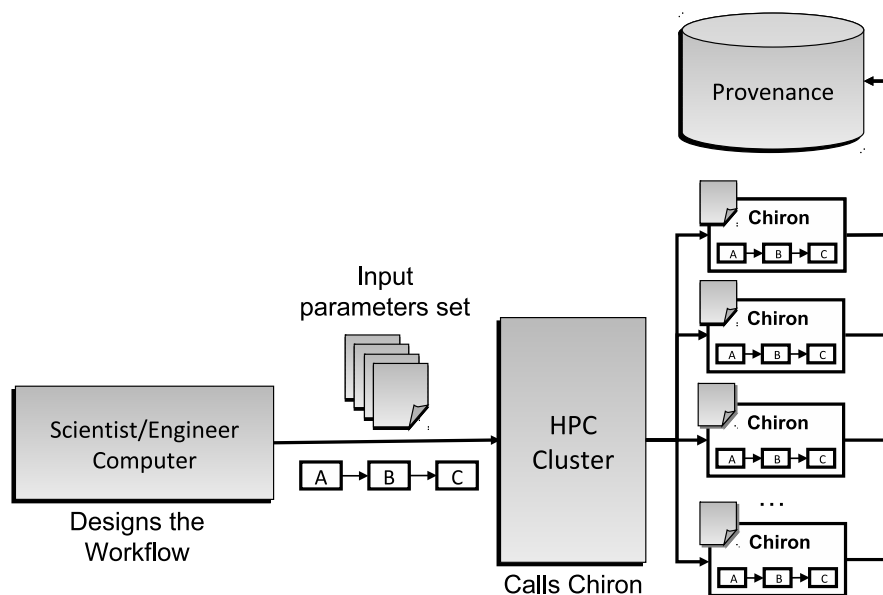 Provenance
Chiron
A B C
Input
parameters set
Chiron
A B C
Scientist/Engineer
Computer
HPC
Cluster
Chiron
A B C
A B C
Designs the
Workflow
...
Chiron
A B C
Calls Chiron